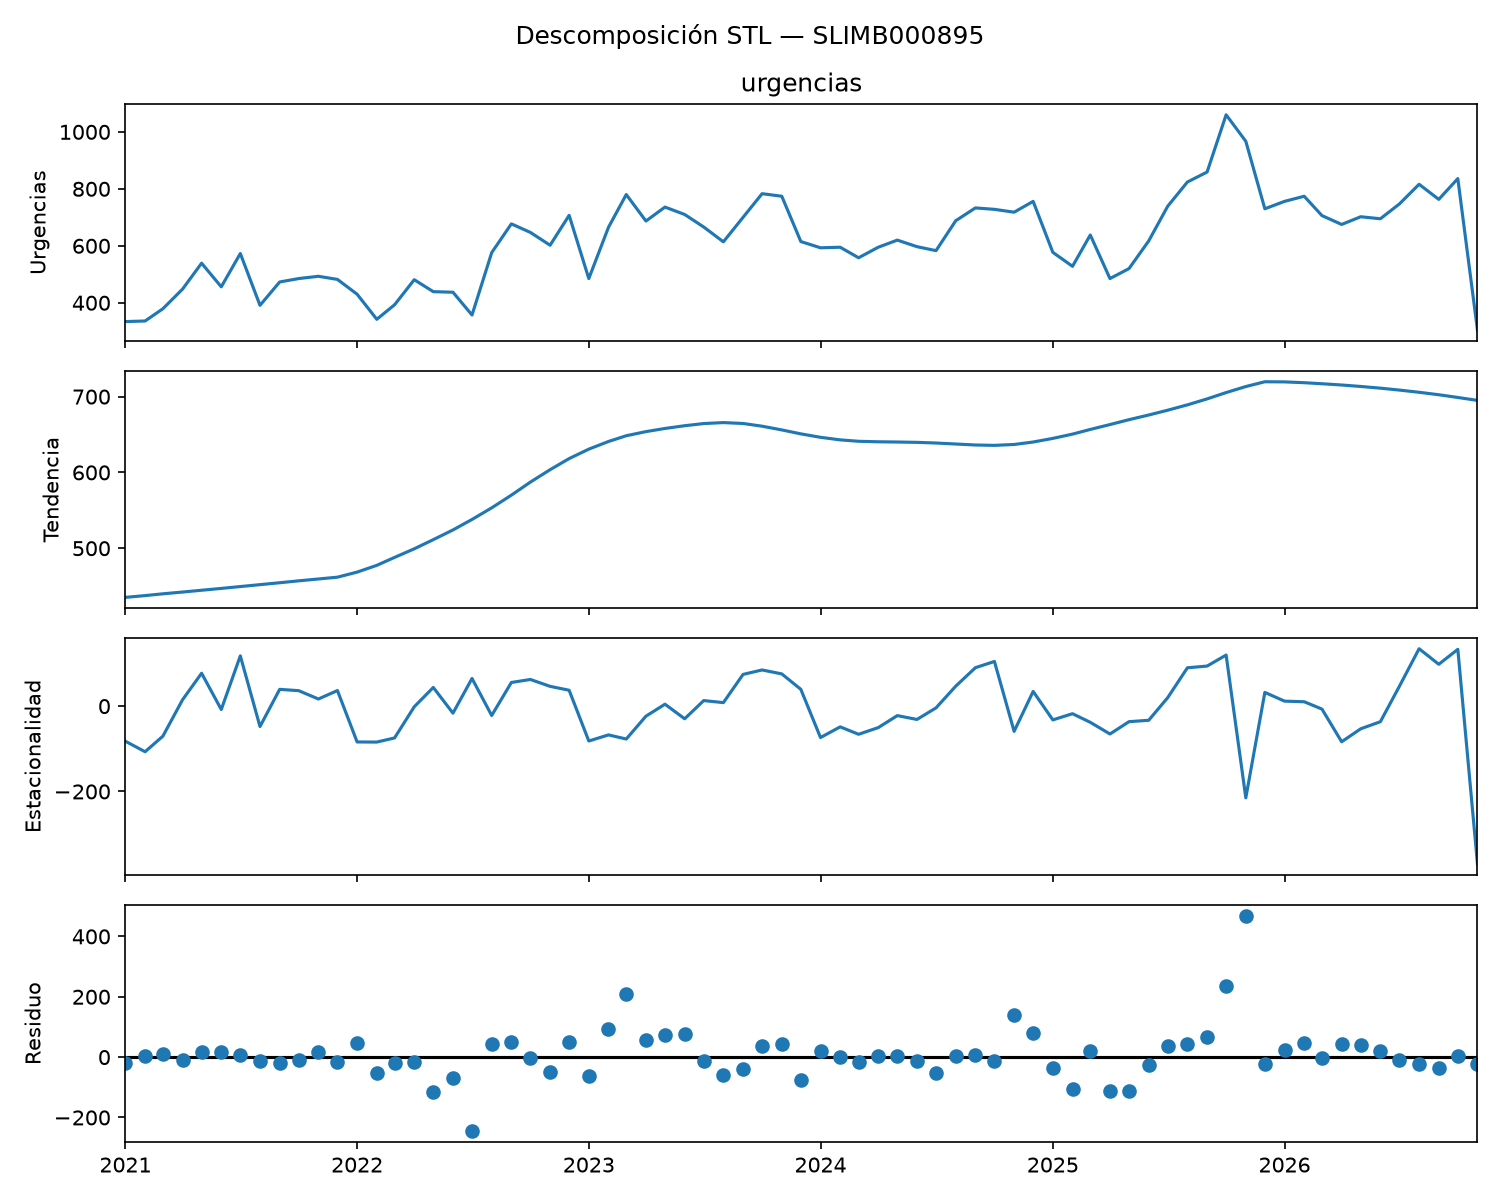 Descomposición STL — SLIMB000895
urgencias
Urgencias
1000
800
600
400
Tendencia
700
600
500
Estacionalidad
0
−200
Residuo
400
200
0
−200
2021 2022 2023 2024 2025 2026